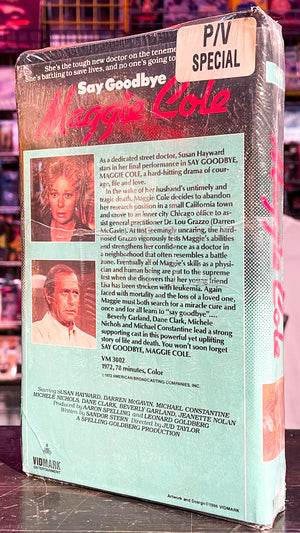 She's the tough new doctor on the teneme
She's battling to save lives, and no one's going to
P/V
SPECIAL
Say Goodbye
Maggie Cole
As a dedicated street doctor, Susan Hayward
stars in her final performance in SAY GOODBYE,
MAGGIE COLE, a hard-hitting drama of cour-
age, life and love.
In the wake of her husband's untimely and
tragic death, Maggie Cole decides to abandon
her research position in a small California town
and move to an inner city Chicago office to as-
sist general practitioner Dr. Lou Grazzo (Darren
McGavin). At first seemingly uncaring, the hard-
nosed Grazzo vigorously tests Maggie's abilities
and strengthens her confidence as a doctor in
a neighborhood that often resembles a battle
zone. Eventually all of Maggie's skills as a physi-
cian and human being are put to the supreme
test when she discovers that her young friend
Lisa has been stricken with leukemia. Again
faced with mortality and the loss of a loved one,
Maggie must both search for a miracle cure and
once and for all learn to "say goodbye"....
Beverly Garland, Dane Clark, Michele
Nichols and Michael Constantine lead a strong
supporting cast in this powerful yet uplifting
story of life and death. You won't soon forget
SAY GOODBYE, MAGGIE COLE.
VM 3002
1972, 78 minutes, Color
©1972 AMERICAN BROADCASTING COMPANIES, INC.
Starring SUSAN HAYWARD, DARREN McGAVIN, MICHAEL CONSTANTINE
MICHELE NICHOLS, DANE CLARK, BEVERLY GARLAND, JEANETTE NOLAN
Produced by AARON SPELLING and LEONARD GOLDBERG
Written by SANDOR STERN Directed by JUD TAYLOR
A SPELLING-GOLDBERG PRODUCTION
VIDMARK
ENTERTAINMENT
Artwork and Design ©1986 VIDMARK